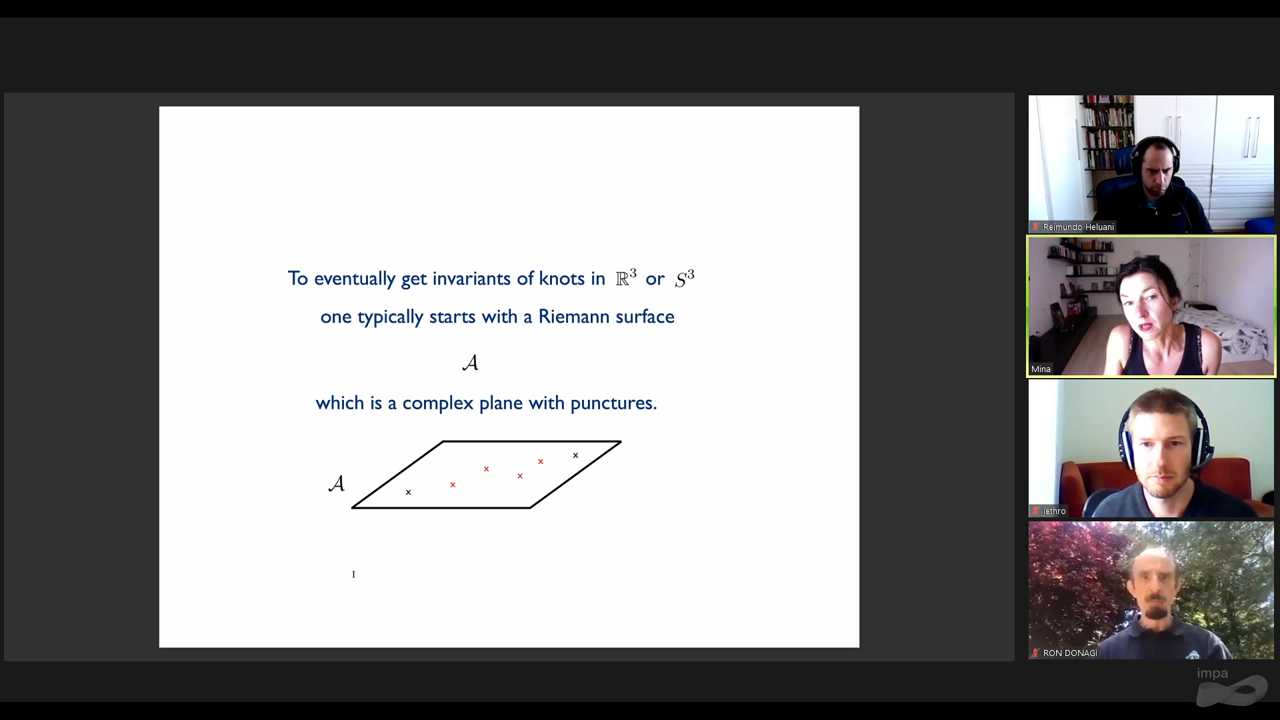 To eventually get invariants of knots in ℝ³ or S³
one typically starts with a Riemann surface
𝒜
which is a complex plane with punctures.
𝒜
x x x x x x
Reimundo Heluani
Mina
jethro
RON DONAGI
impa